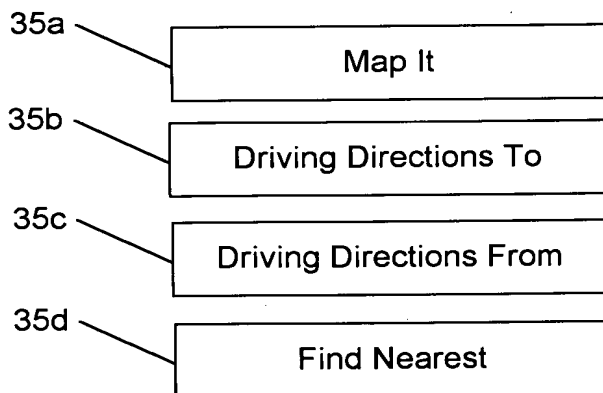 35a
Map It
35b
Driving Directions To
35c
Driving Directions From
35d
Find Nearest